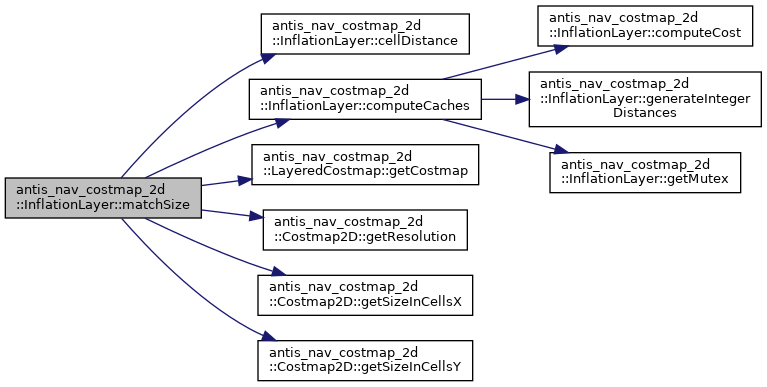 antis_nav_costmap_2d
::InflationLayer::matchSize
antis_nav_costmap_2d
::InflationLayer::cellDistance
antis_nav_costmap_2d
::InflationLayer::computeCaches
antis_nav_costmap_2d
::LayeredCostmap::getCostmap
antis_nav_costmap_2d
::Costmap2D::getResolution
antis_nav_costmap_2d
::Costmap2D::getSizeInCellsX
antis_nav_costmap_2d
::Costmap2D::getSizeInCellsY
antis_nav_costmap_2d
::InflationLayer::computeCost
antis_nav_costmap_2d
::InflationLayer::generateInteger
Distances
antis_nav_costmap_2d
::InflationLayer::getMutex